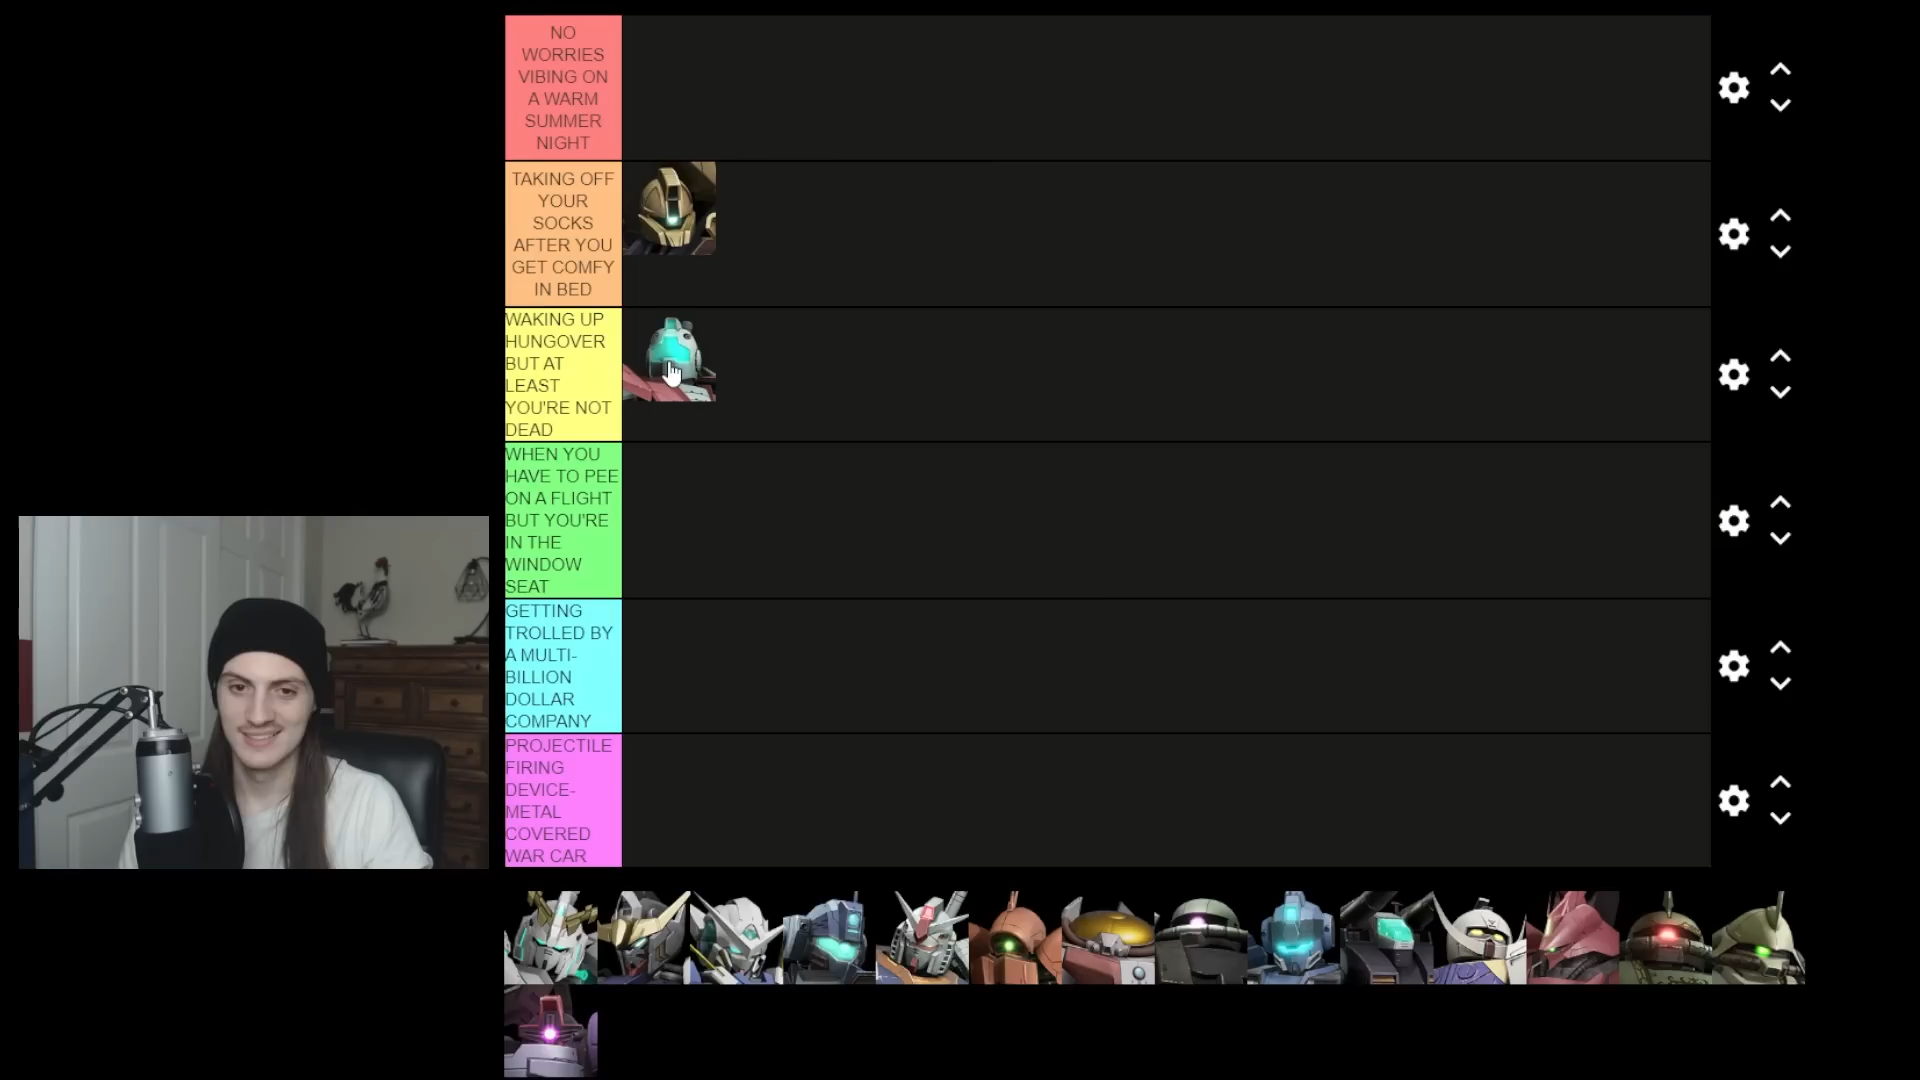 NO
WORRIES
VIBING ON
A WARM
SUMMER
NIGHT
TAKING OFF
YOUR
SOCKS
AFTER YOU
GET COMFY
IN BED
WAKING UP
HUNGOVER
BUT AT
LEAST
YOU'RE NOT
DEAD
WHEN YOU
HAVE TO PEE
ON A FLIGHT
BUT YOU'RE
IN THE
WINDOW
SEAT
GETTING
TROLLED BY
A MULTI-
BILLION
DOLLAR
COMPANY
PROJECTILE
FIRING
DEVICE-
METAL
COVERED
WAR CAR